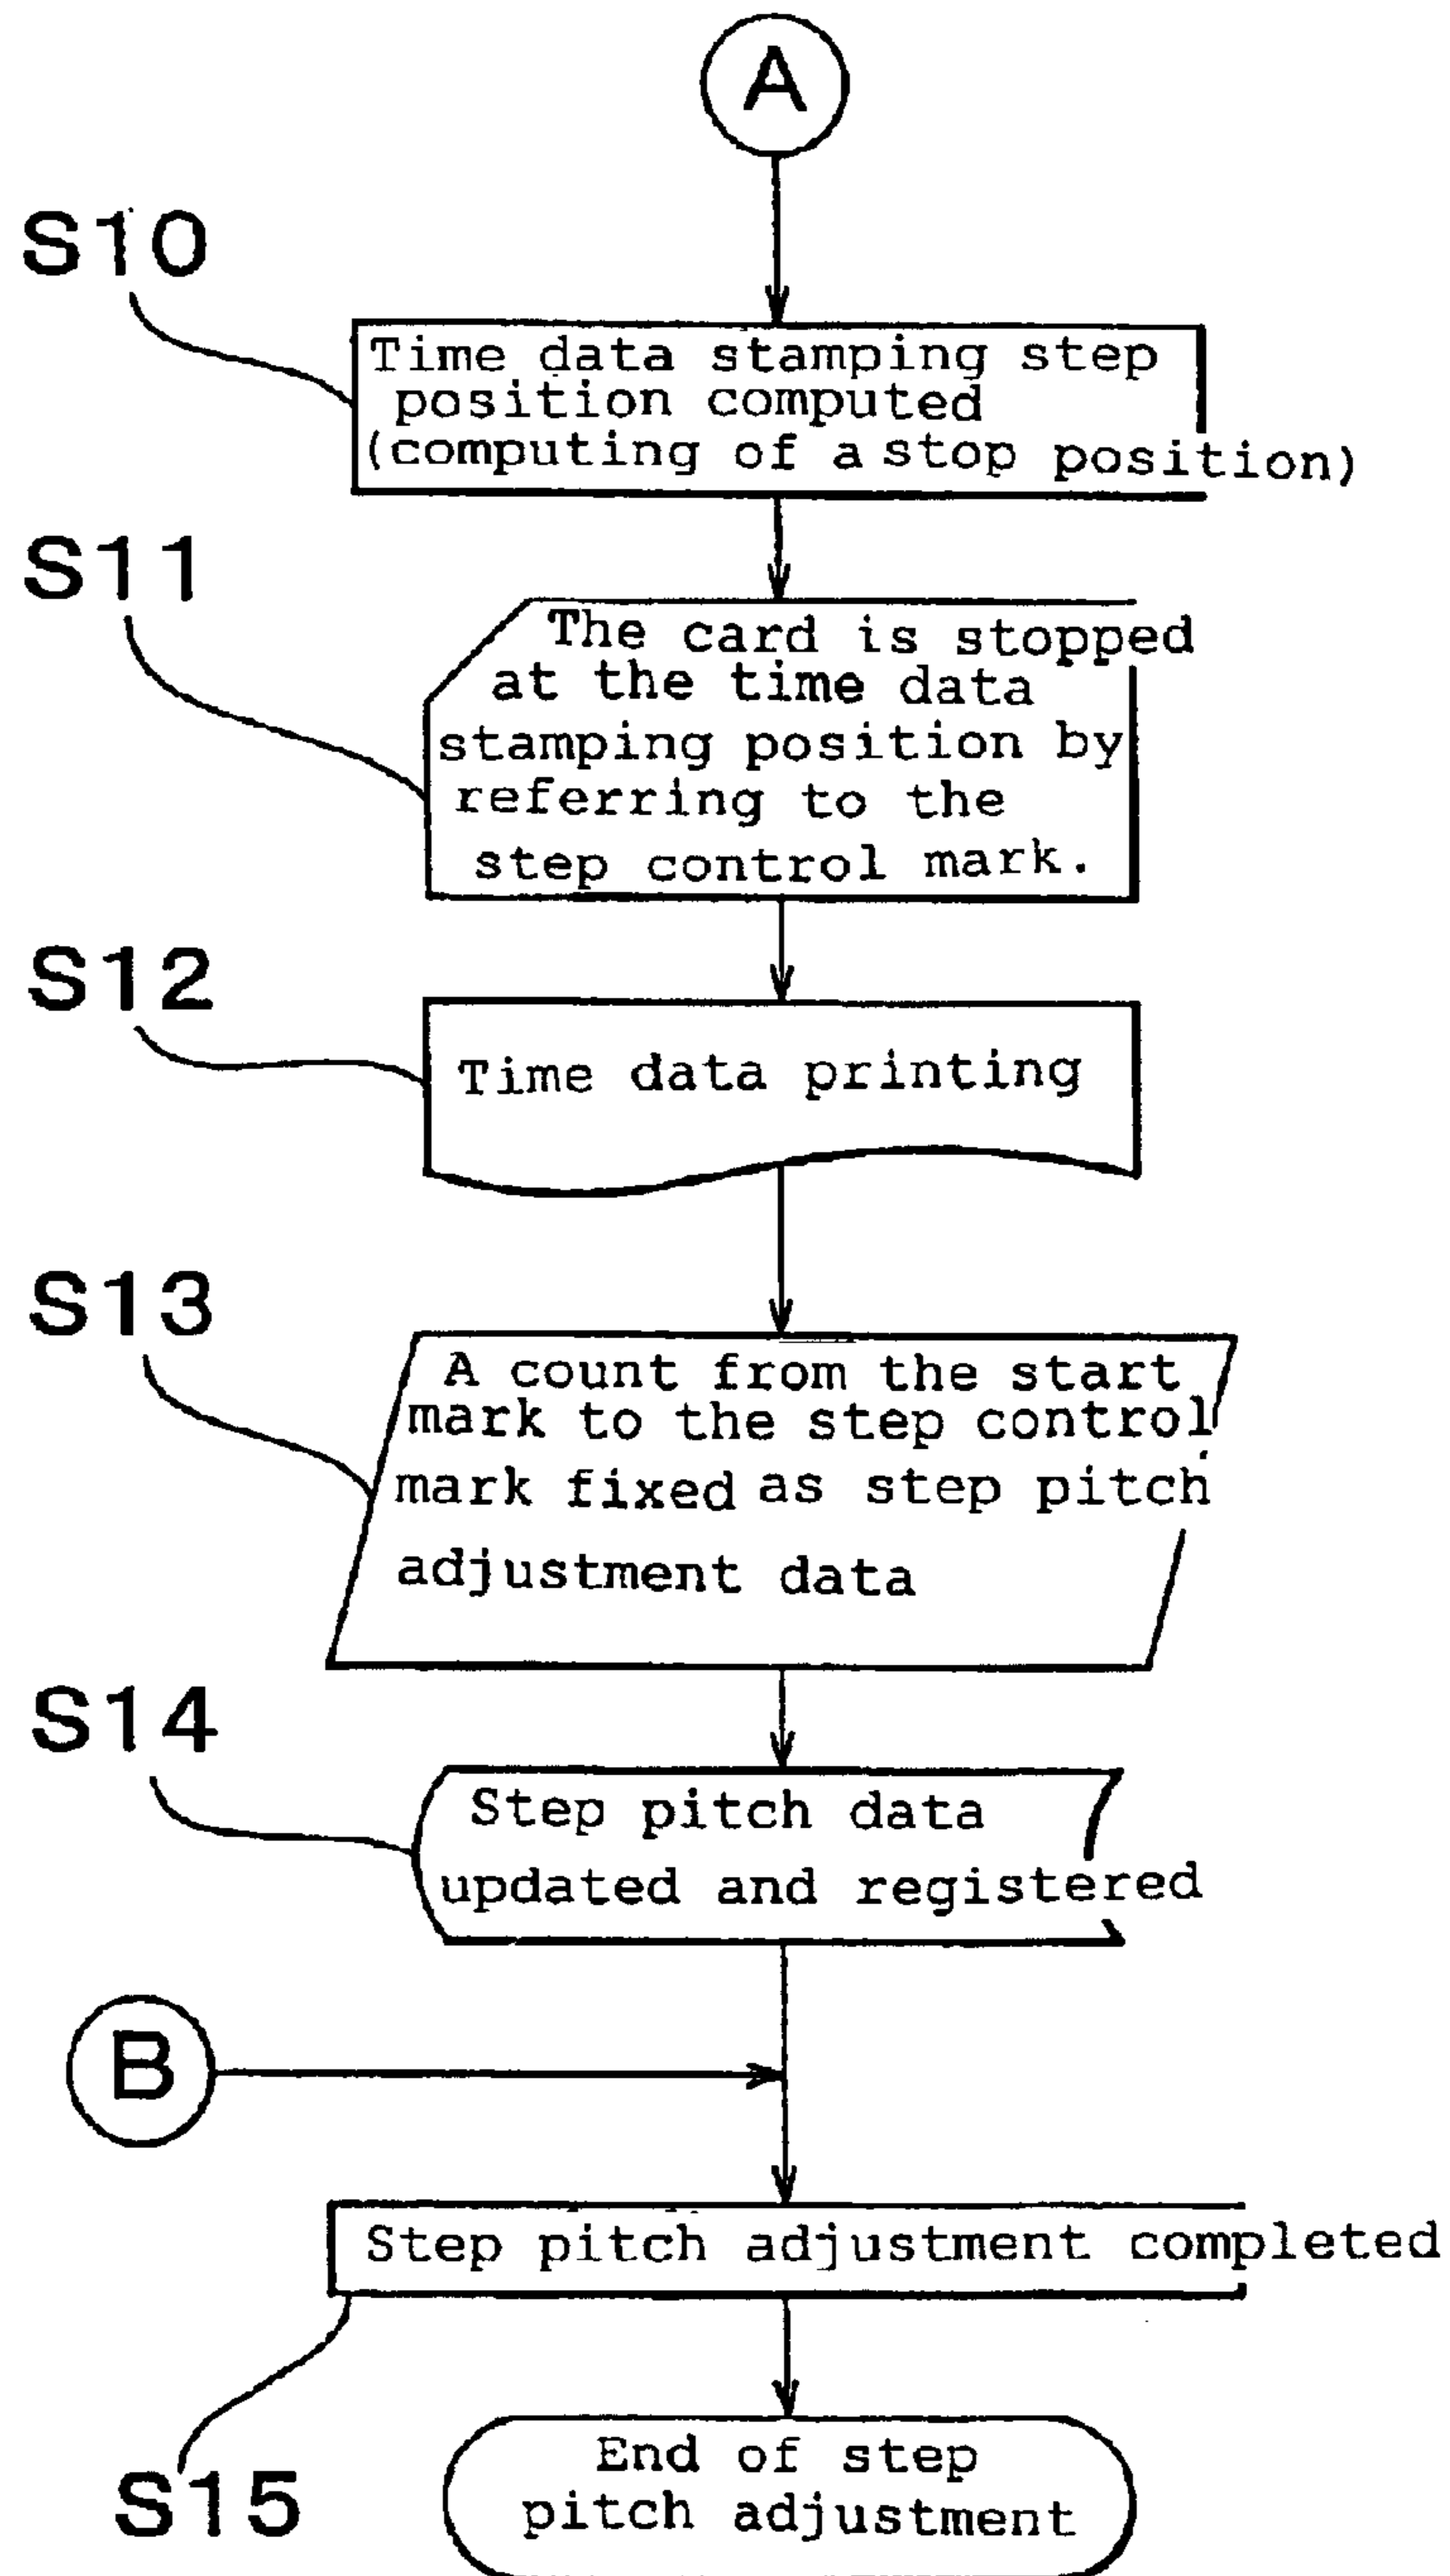 A
S10
Time data stamping step
position computed
(computing of a stop position)
S11
The card is stopped
at the time data
stamping position by
referring to the
step control mark.
S12
Time data printing
S13
A count from the start
mark to the step control
mark fixed as step pitch
adjustment data
S14
Step pitch data
updated and registered
B
Step pitch adjustment completed
S15
End of step
pitch adjustment